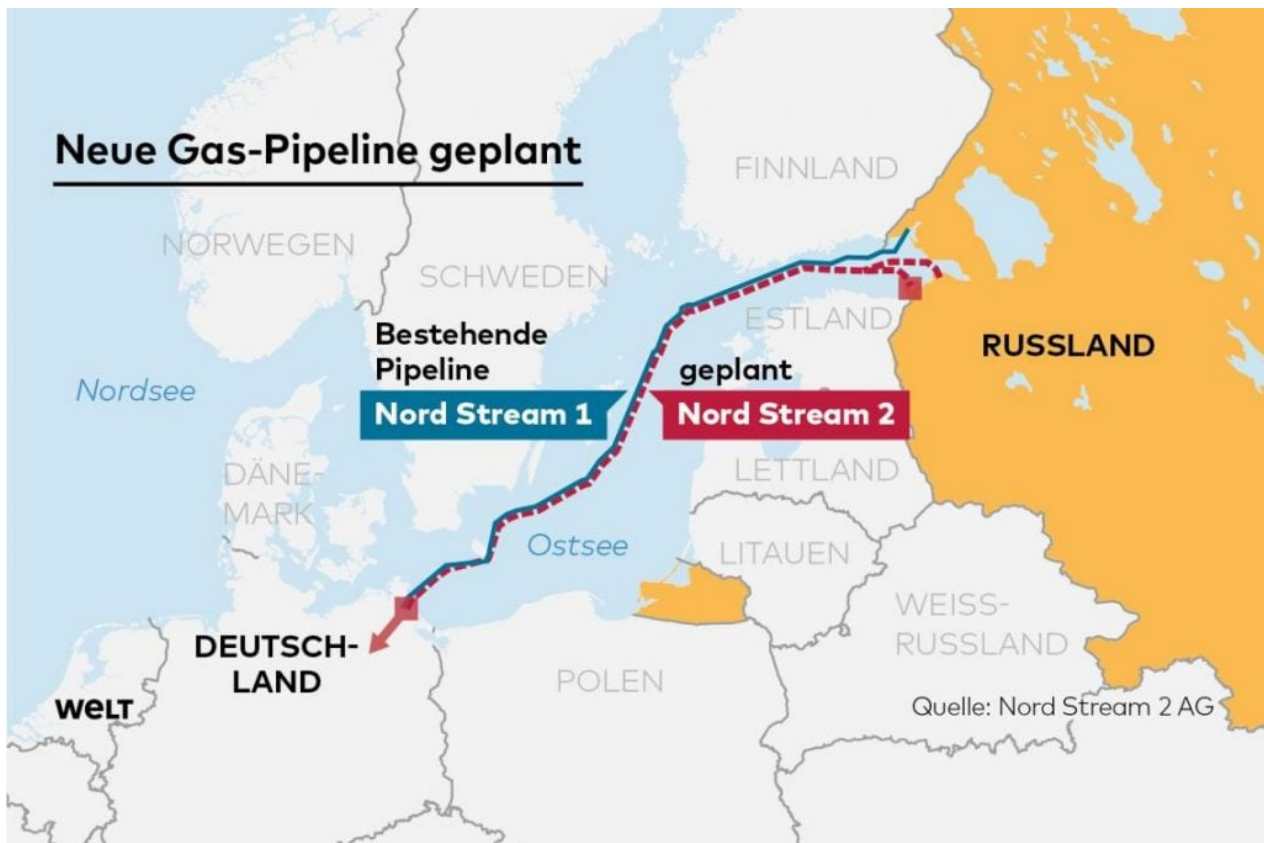 Neue Gas-Pipeline geplant
FINNLAND
NORWEGEN
SCHWEDEN
ESTLAND
RUSSLAND
Bestehende
Pipeline
Nord Stream 1
geplant
Nord Stream 2
Nordsee
DÄNE-
MARK
LETTLAND
Ostsee
LITAUEN
WEISS-
RUSSLAND
DEUTSCH-
LAND
POLEN
WELT
Quelle: Nord Stream 2 AG